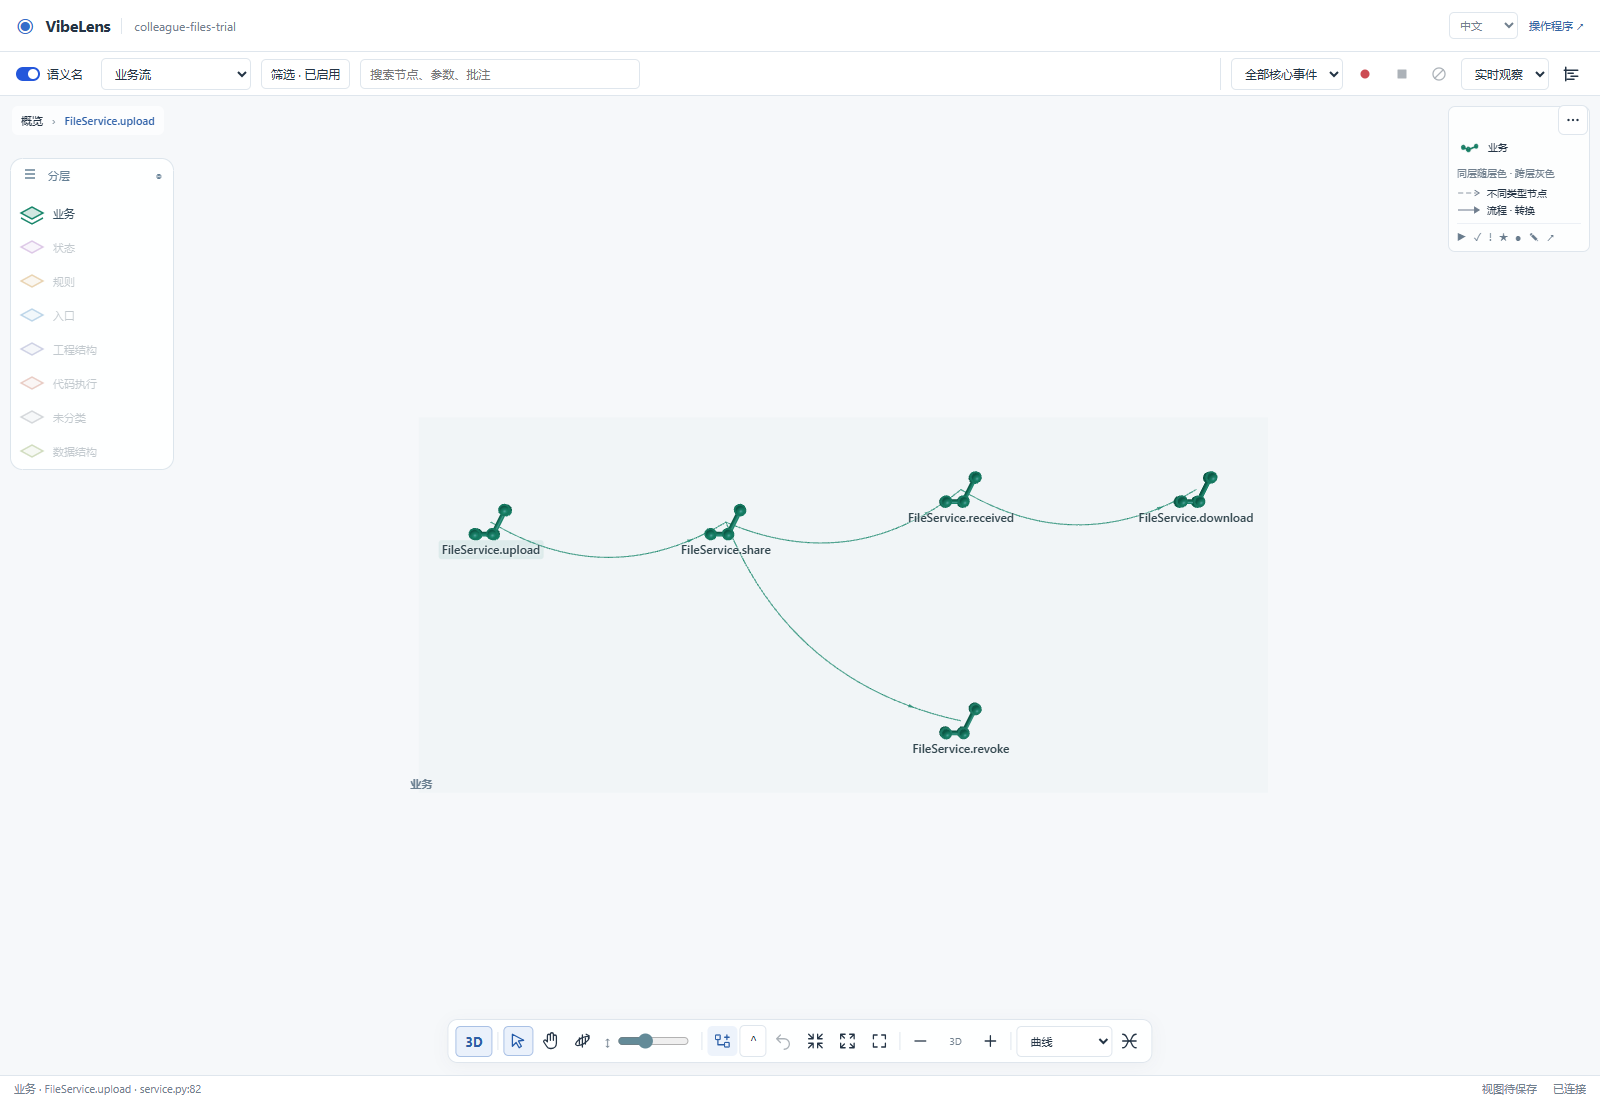 VibeLens
colleague-files-trial
中文
操作程序 ↗
语义名
业务流
筛选 · 已启用
搜索节点、参数、批注
全部核心事件
实时观察
概览 › FileService.upload
分层
业务
状态
规则
入口
工程结构
代码执行
未分类
数据结构
业务
同层随层色 · 跨层灰色
不同类型节点
流程 · 转换
FileService.upload
FileService.share
FileService.received
FileService.download
FileService.revoke
业务
3D
3D
曲线
业务 · FileService.upload · service.py:82
视图待保存
已连接